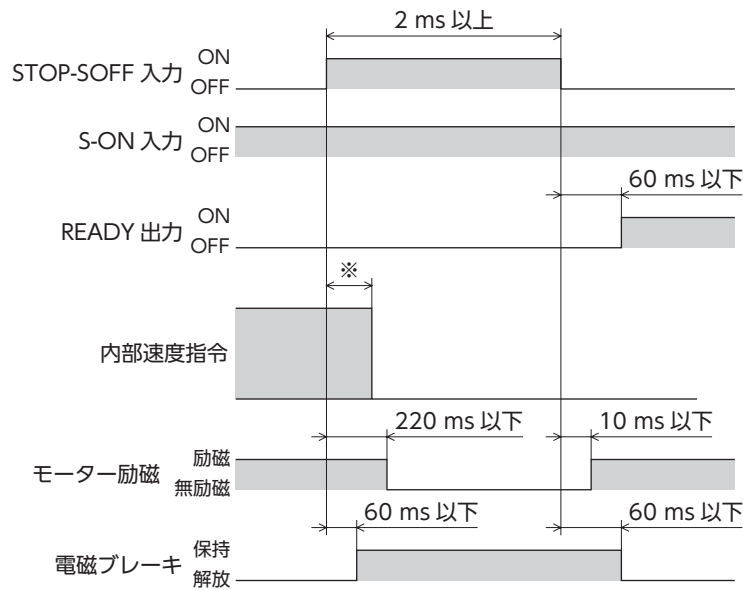 2 ms 以上
STOP-SOFF 入力 ON
OFF
S-ON 入力 ON
OFF
60 ms 以下
READY 出力 ON
OFF
※
内部速度指令
220 ms 以下 10 ms 以下
モーター励磁 励磁
無励磁
60 ms 以下 60 ms 以下
電磁ブレーキ 保持
解放